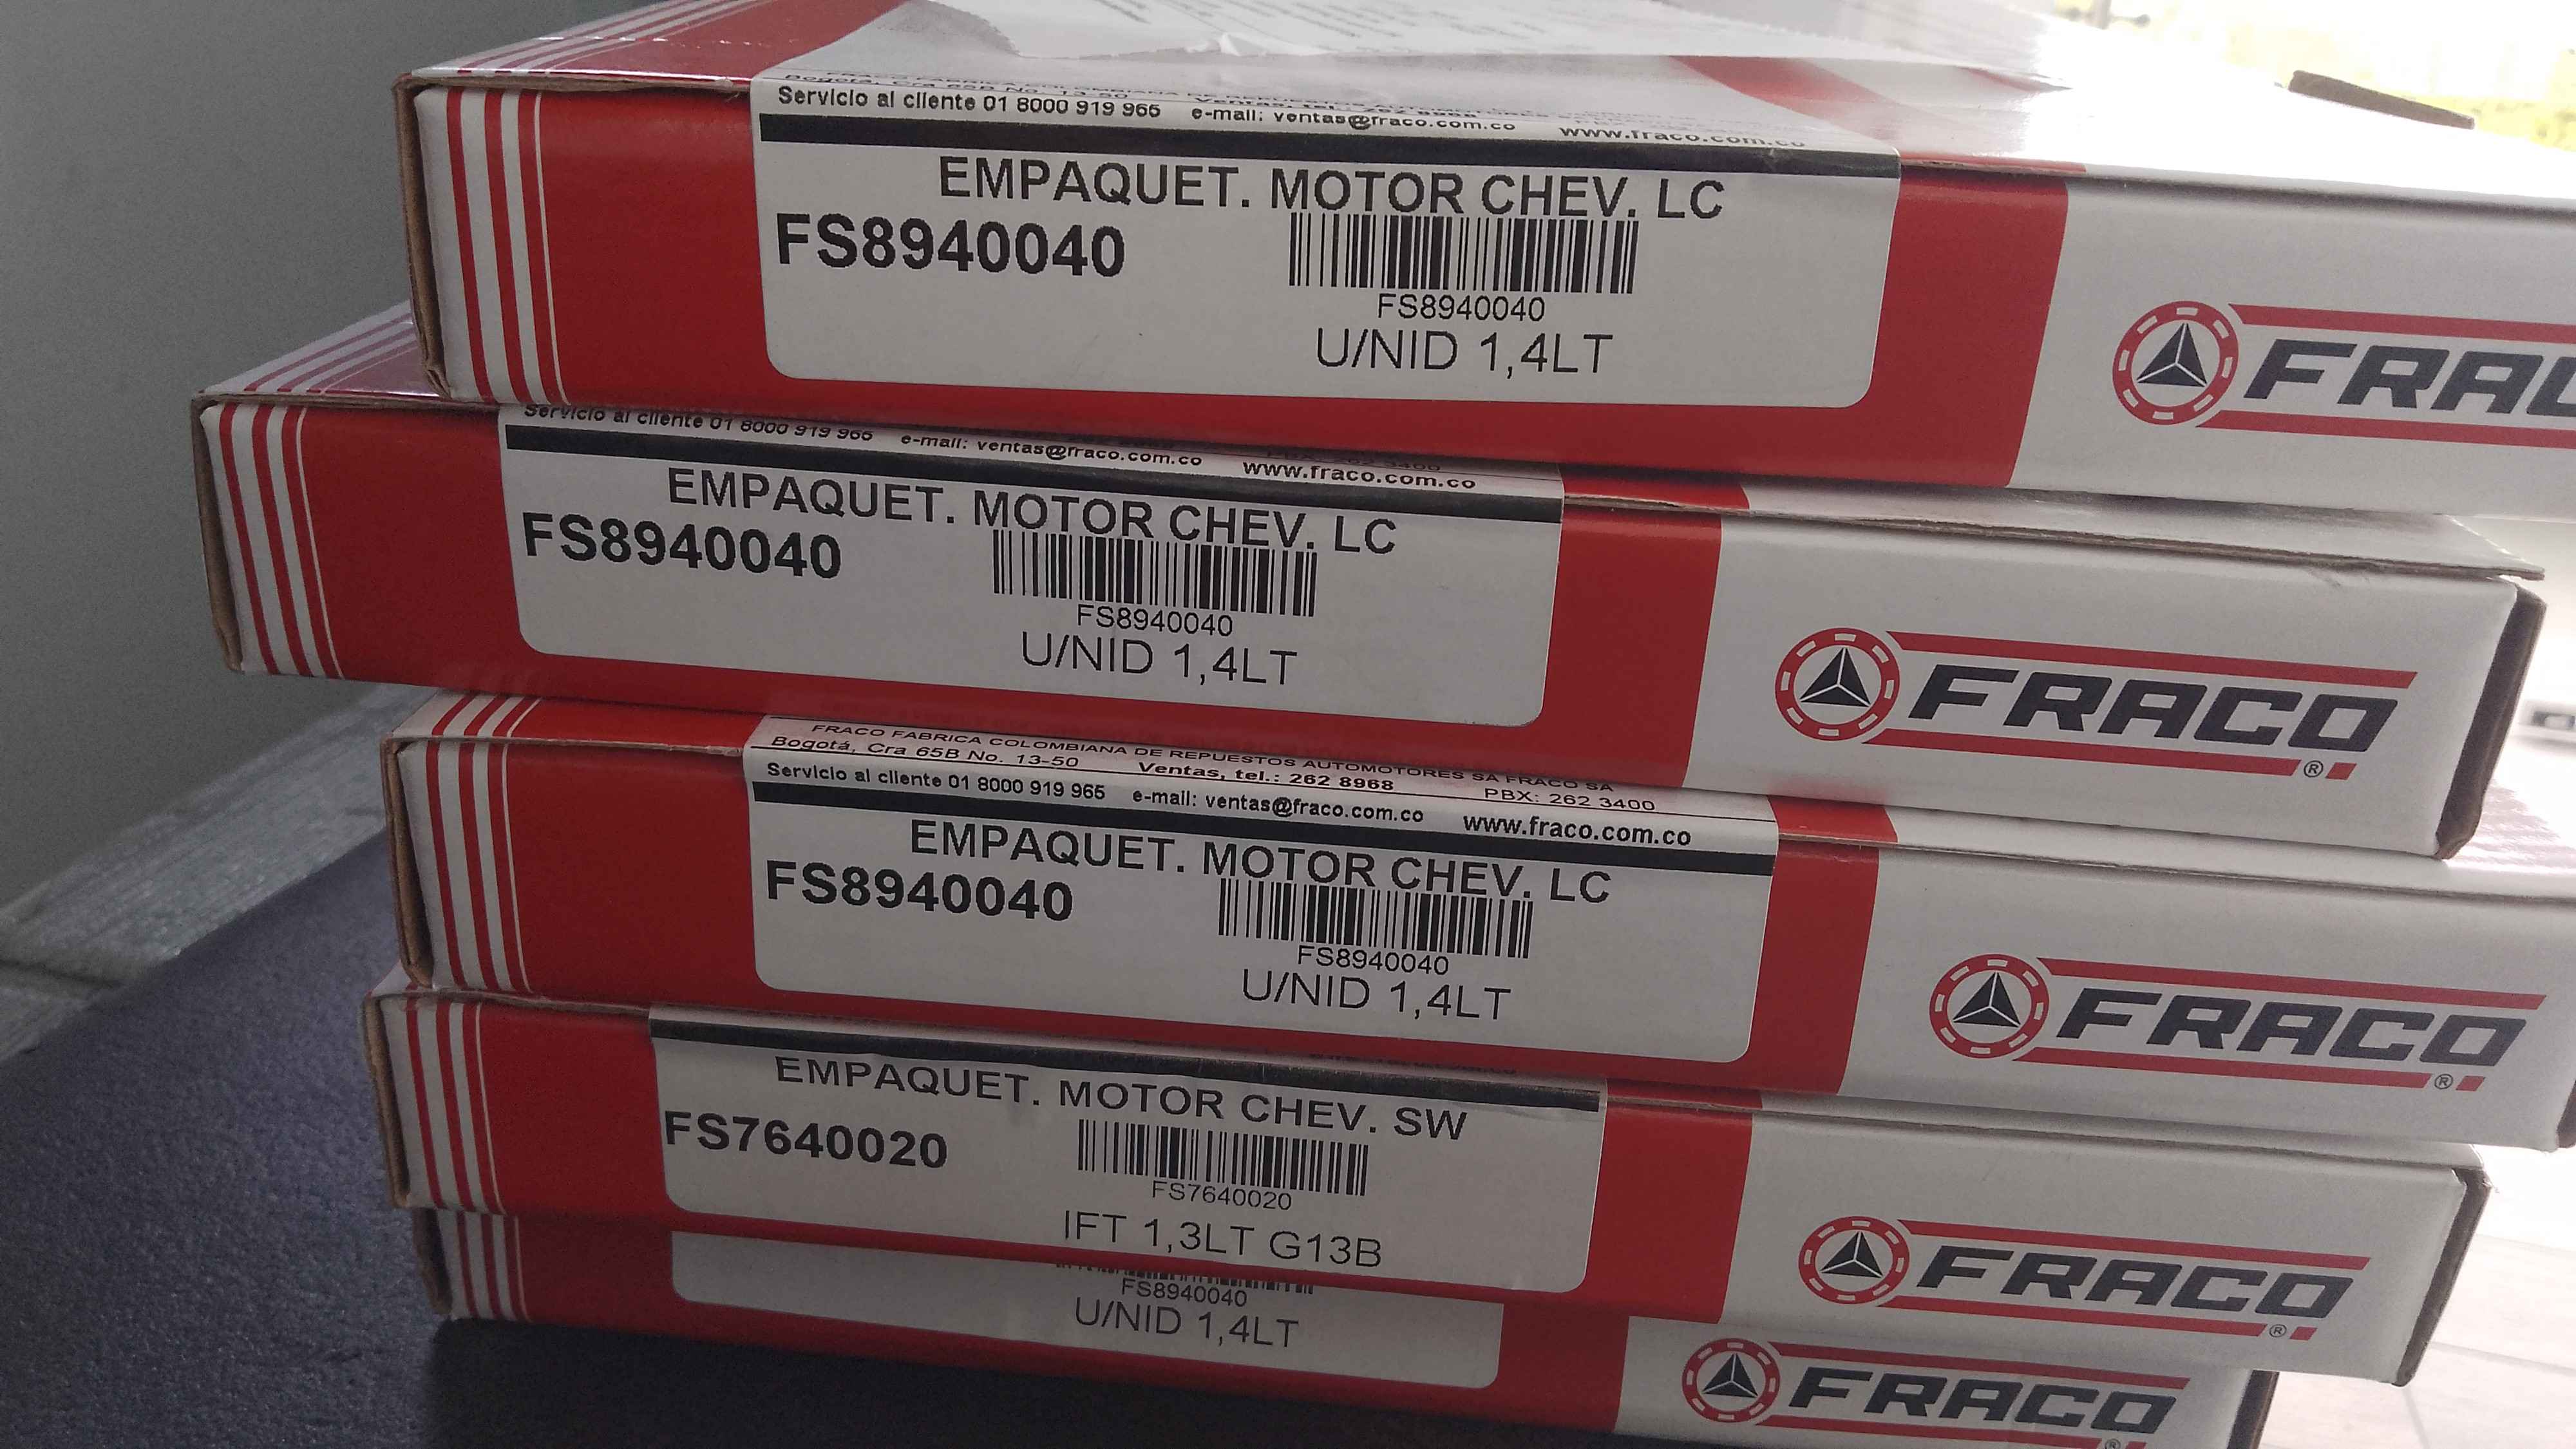 Bogotá, Cra 65B No. 13-50
Servicio al cliente 01 8000 919 965 e-mail: ventas@fraco.com.co www.fraco.com.co
EMPAQUET. MOTOR CHEV. LC
FS8940040
FS8940040
U/NID 1,4LT
FRAC
Servicio al cliente 01 8000 919 965 e-mail: ventas@fraco.com.co www.fraco.com.co
EMPAQUET. MOTOR CHEV. LC
FS8940040
FS8940040
U/NID 1,4LT
FRACO
®
FRACO FABRICA COLOMBIANA DE REPUESTOS AUTOMOTORES SA FRACO SA
Bogotá, Cra 65B No. 13-50 Ventas, tel.: 262 8968 PBX: 262 3400
Servicio al cliente 01 8000 919 965 e-mail: ventas@fraco.com.co www.fraco.com.co
EMPAQUET. MOTOR CHEV. LC
FS8940040
FS8940040
U/NID 1,4LT
FRACO
®
EMPAQUET. MOTOR CHEV. SW
FS7640020
FS7640020
IFT 1,3LT G13B
FRACO
®
FS8940040
U/NID 1,4LT
FRACO
®